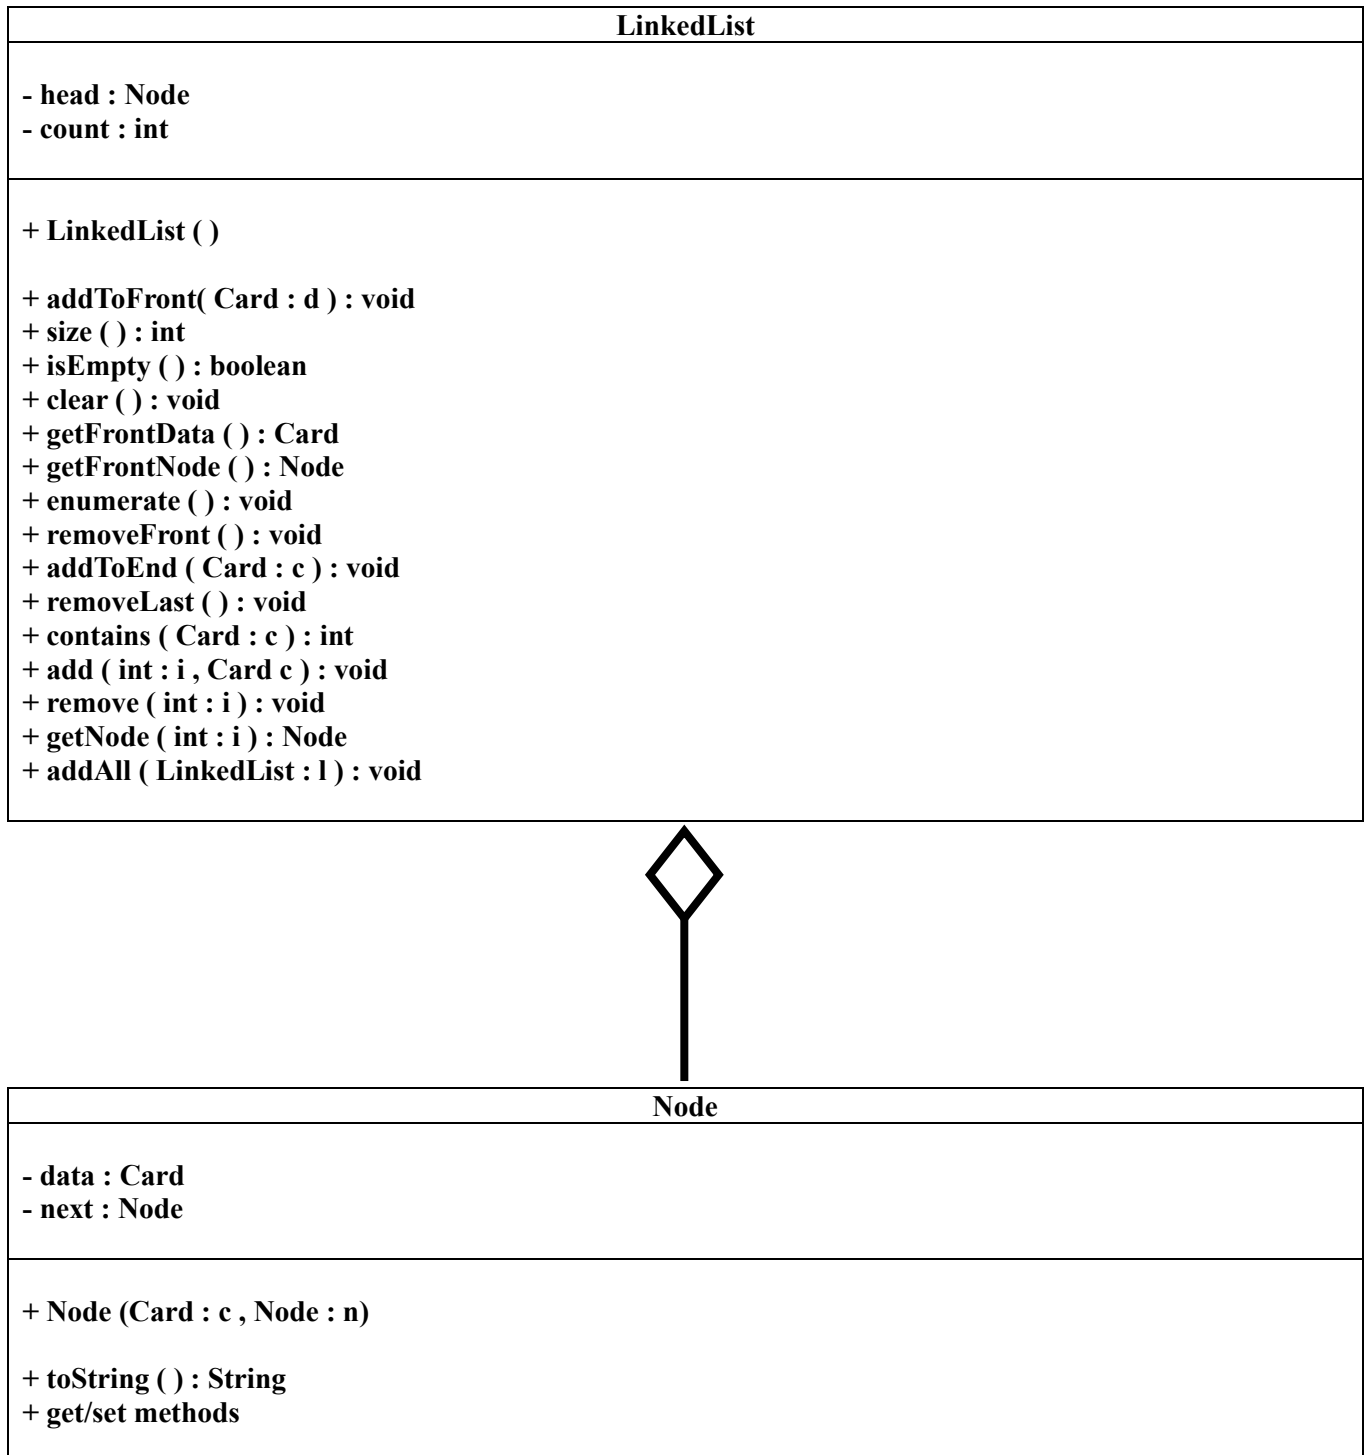 LinkedList
- head : Node
- count : int
+ LinkedList ( )
+ addToFront( Card : d ) : void
+ size ( ) : int
+ isEmpty ( ) : boolean
+ clear ( ) : void
+ getFrontData ( ) : Card
+ getFrontNode ( ) : Node
+ enumerate ( ) : void
+ removeFront ( ) : void
+ addToEnd ( Card : c ) : void
+ removeLast ( ) : void
+ contains ( Card : c ) : int
+ add ( int : i , Card c ) : void
+ remove ( int : i ) : void
+ getNode ( int : i ) : Node
+ addAll ( LinkedList : l ) : void
Node
- data : Card
- next : Node
+ Node (Card : c , Node : n)
+ toString ( ) : String
+ get/set methods